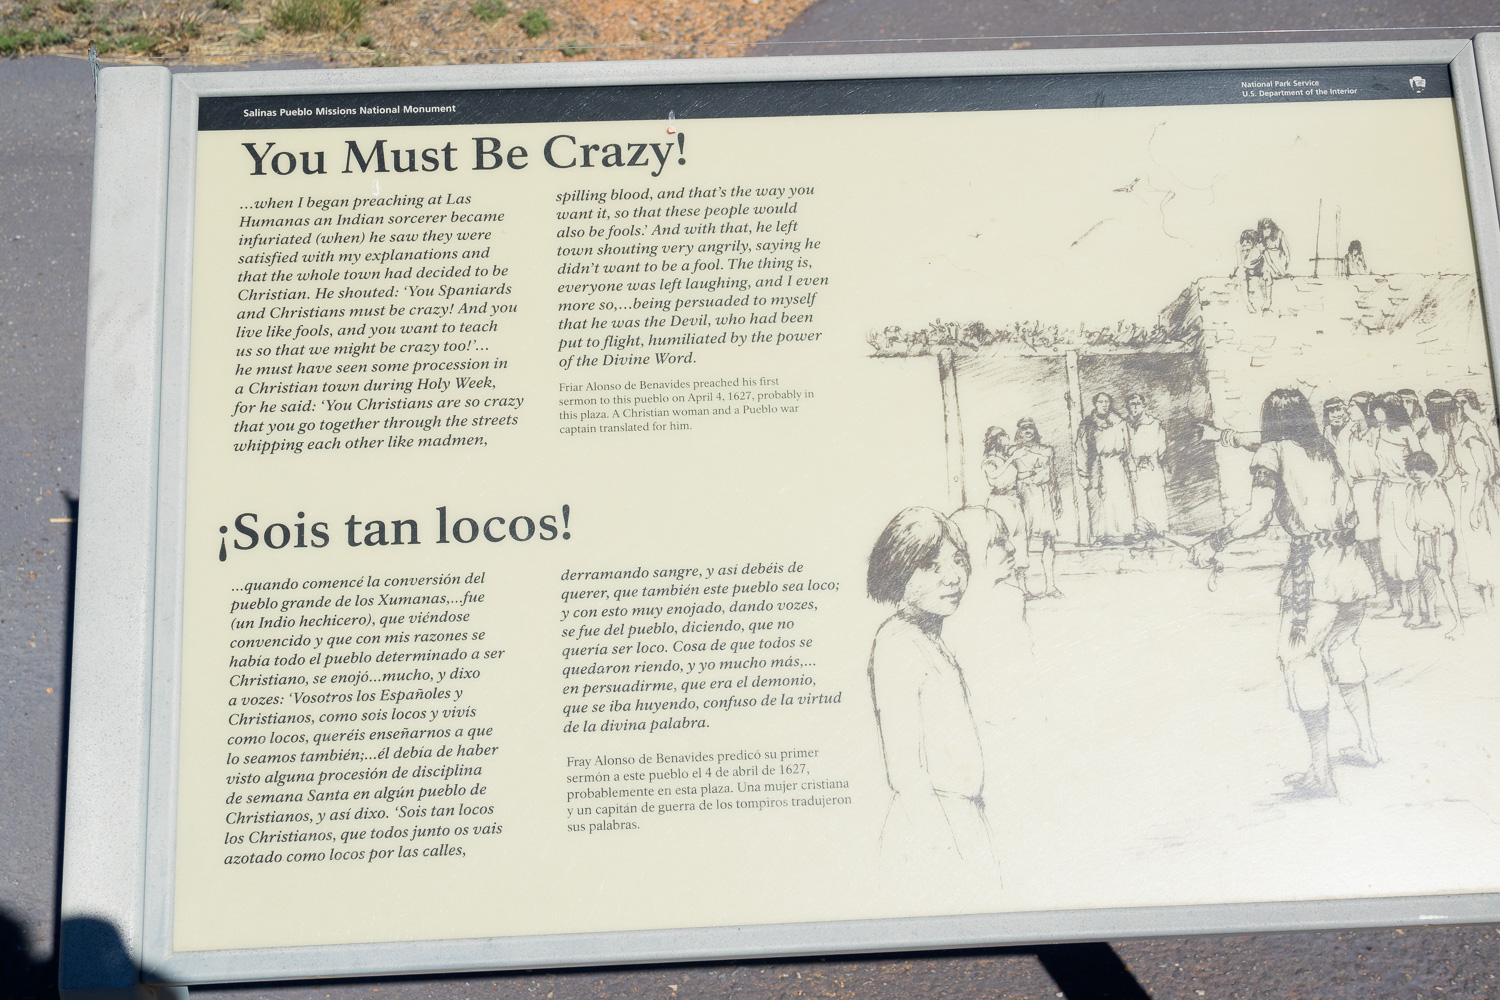 Salinas Pueblo Missions National Monument
National Park Service
U.S. Department of the Interior
You Must Be Crazy!
...when I began preaching at Las
Humanas an Indian sorcerer became
infuriated (when) he saw they were
satisfied with my explanations and
that the whole town had decided to be
Christian. He shouted: ‘You Spaniards
and Christians must be crazy! And you
live like fools, and you want to teach
us so that we might be crazy too!’...
he must have seen some procession in
a Christian town during Holy Week,
for he said: ‘You Christians are so crazy
that you go together through the streets
whipping each other like madmen,
spilling blood, and that’s the way you
want it, so that these people would
also be fools.’ And with that, he left
town shouting very angrily, saying he
didn’t want to be a fool. The thing is,
everyone was left laughing, and I even
more so,...being persuaded to myself
that he was the Devil, who had been
put to flight, humiliated by the power
of the Divine Word.
Friar Alonso de Benavides preached his first
sermon to this pueblo on April 4, 1627, probably in
this plaza. A Christian woman and a Pueblo war
captain translated for him.
¡Sois tan locos!
...quando comencé la conversión del
pueblo grande de los Xumanas,...fue
(un Indio hechicero), que viéndose
convencido y que con mis razones se
había todo el pueblo determinado a ser
Christiano, se enojó...mucho, y dixo
a vozes: ‘Vosotros los Españoles y
Christianos, como sois locos y vivís
como locos, queréis enseñarnos a que
lo seamos también;...él debía de haber
visto alguna procesión de disciplina
de semana Santa en algún pueblo de
Christianos, y así dixo. ‘Sois tan locos
los Christianos, que todos junto os vais
azotado como locos por las calles,
derramando sangre, y así debéis de
querer, que también este pueblo sea loco;
y con esto muy enojado, dando vozes,
se fue del pueblo, diciendo, que no
quería ser loco. Cosa de que todos se
quedaron riendo, y yo mucho más,...
en persuadirme, que era el demonio,
que se iba huyendo, confuso de la virtud
de la divina palabra.
Fray Alonso de Benavides predicó su primer
sermón a este pueblo el 4 de abril de 1627,
probablemente en esta plaza. Una mujer cristiana
y un capitán de guerra de los tompiros tradujeron
sus palabras.